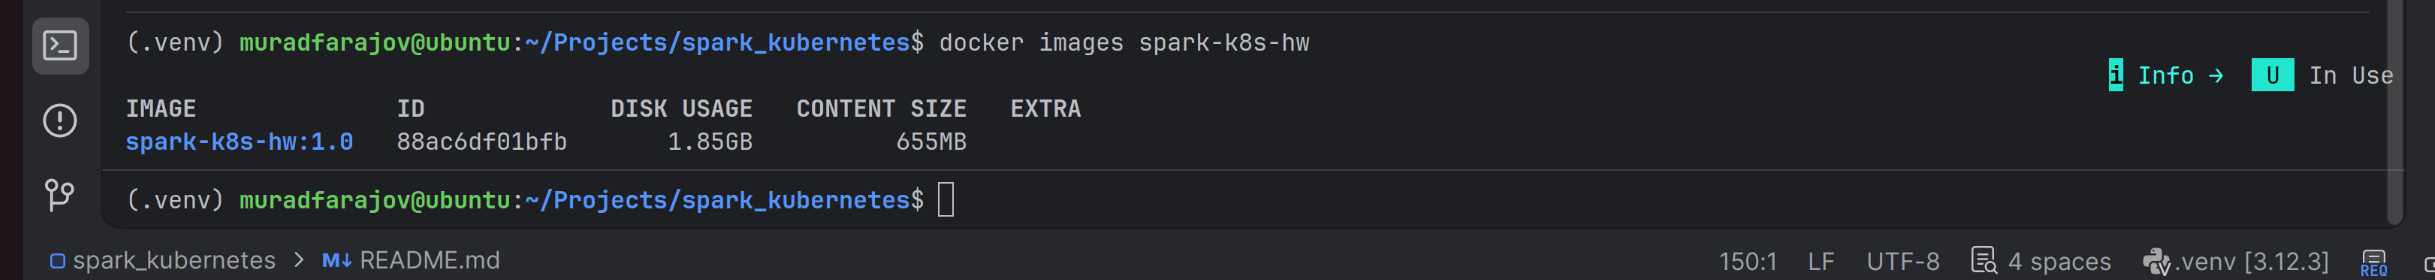 (.venv) muradfarajov@ubuntu:~/Projects/spark_kubernetes$ docker images spark-k8s-hw
i Info → U In Use
IMAGE ID DISK USAGE CONTENT SIZE EXTRA
spark-k8s-hw:1.0 88ac6df01bfb 1.85GB 655MB
(.venv) muradfarajov@ubuntu:~/Projects/spark_kubernetes$
spark_kubernetes > M↓ README.md 150:1 LF UTF-8 4 spaces .venv [3.12.3] REQ